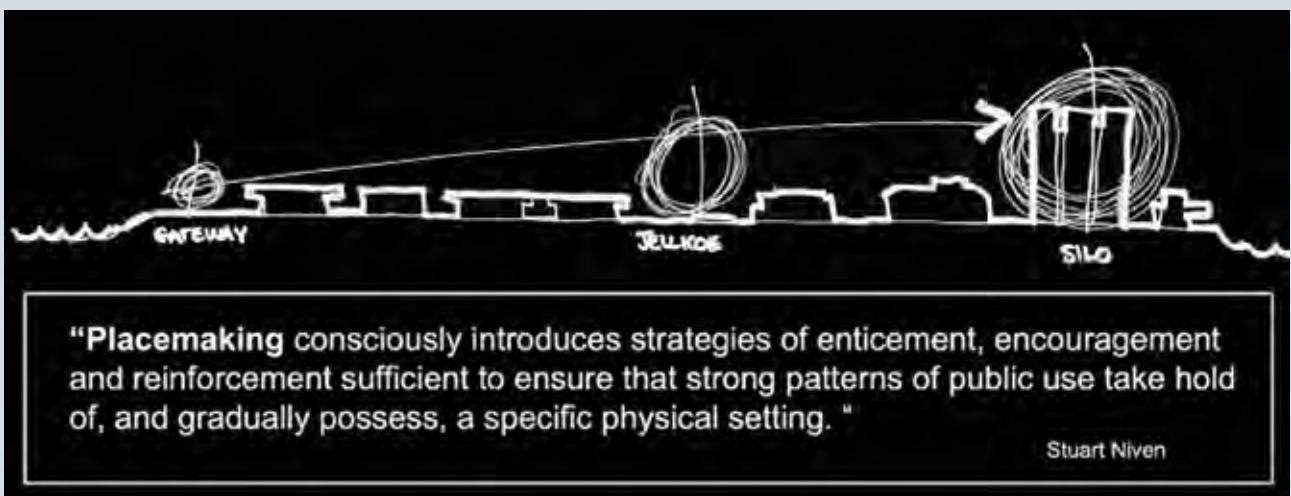 GATEWAY
JELLICOE
SILO
“Placemaking consciously introduces strategies of enticement, encouragement
and reinforcement sufficient to ensure that strong patterns of public use take hold
of, and gradually possess, a specific physical setting. “
Stuart Niven